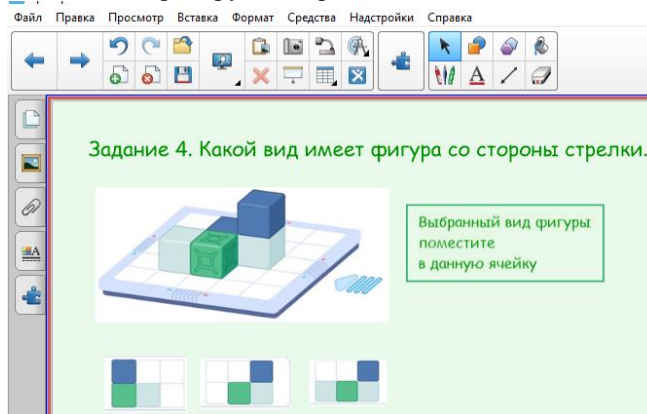 Файл Правка Просмотр Вставка Формат Средства Надстройки Справка
Задание 4. Какой вид имеет фигура со стороны стрелки.
Выбранный вид фигуры
поместите
в данную ячейку